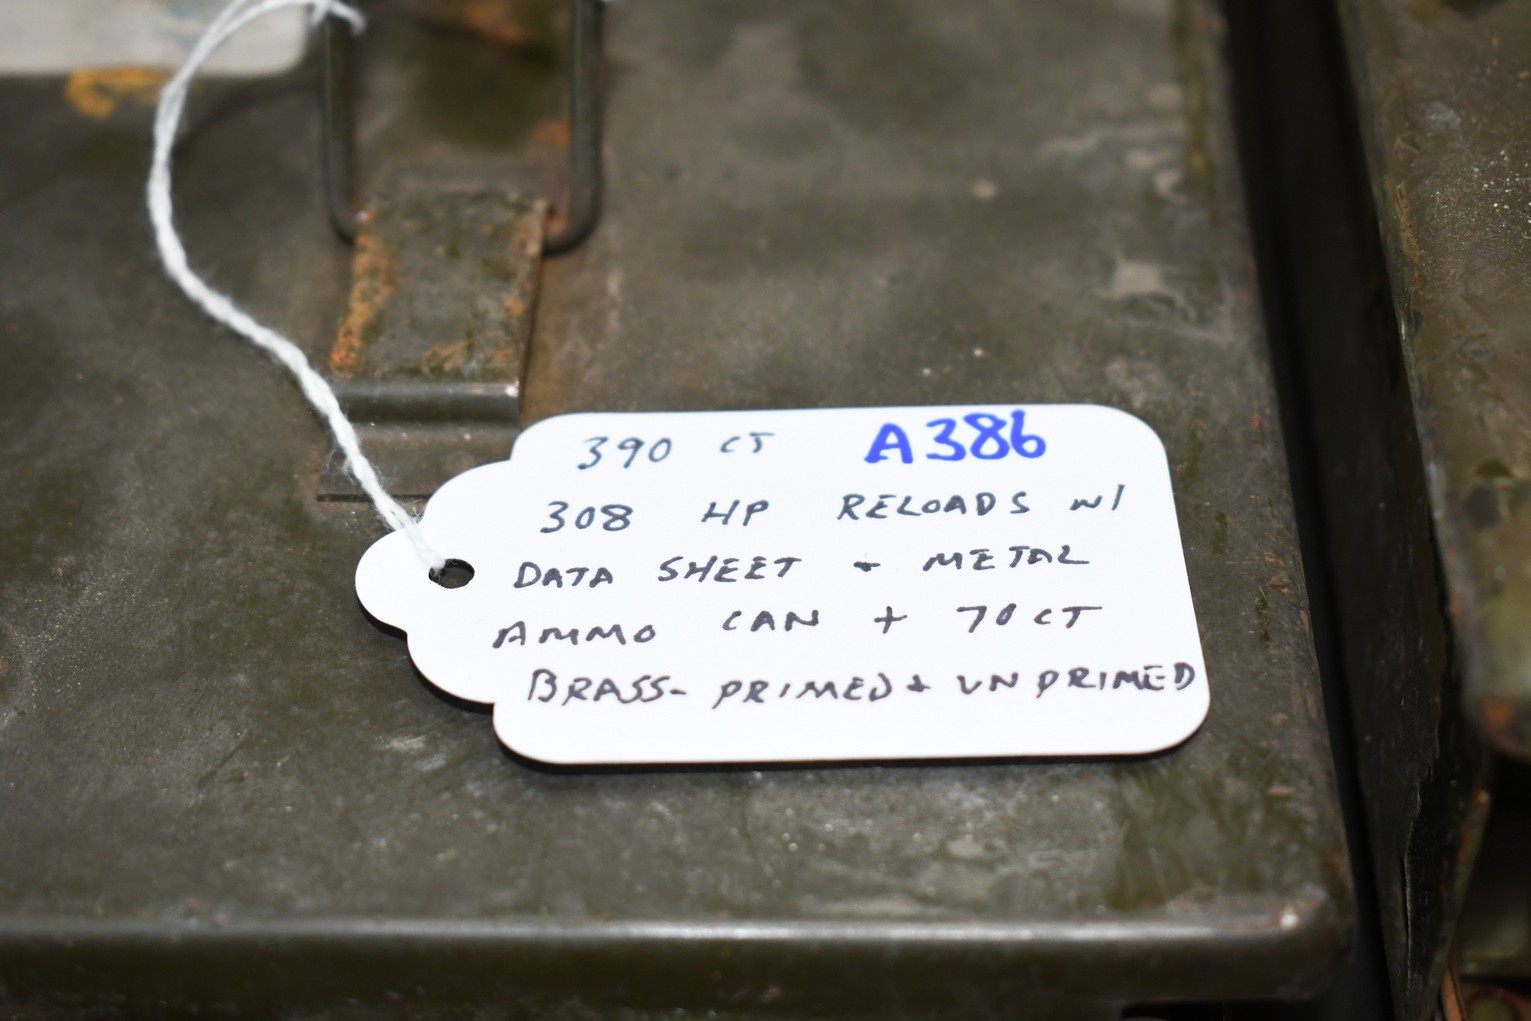 390 CT A386
308 HP RELOADS W/
DATA SHEET + METAL
AMMO CAN + 70 CT
BRASS- PRIMED + UNPRIMED